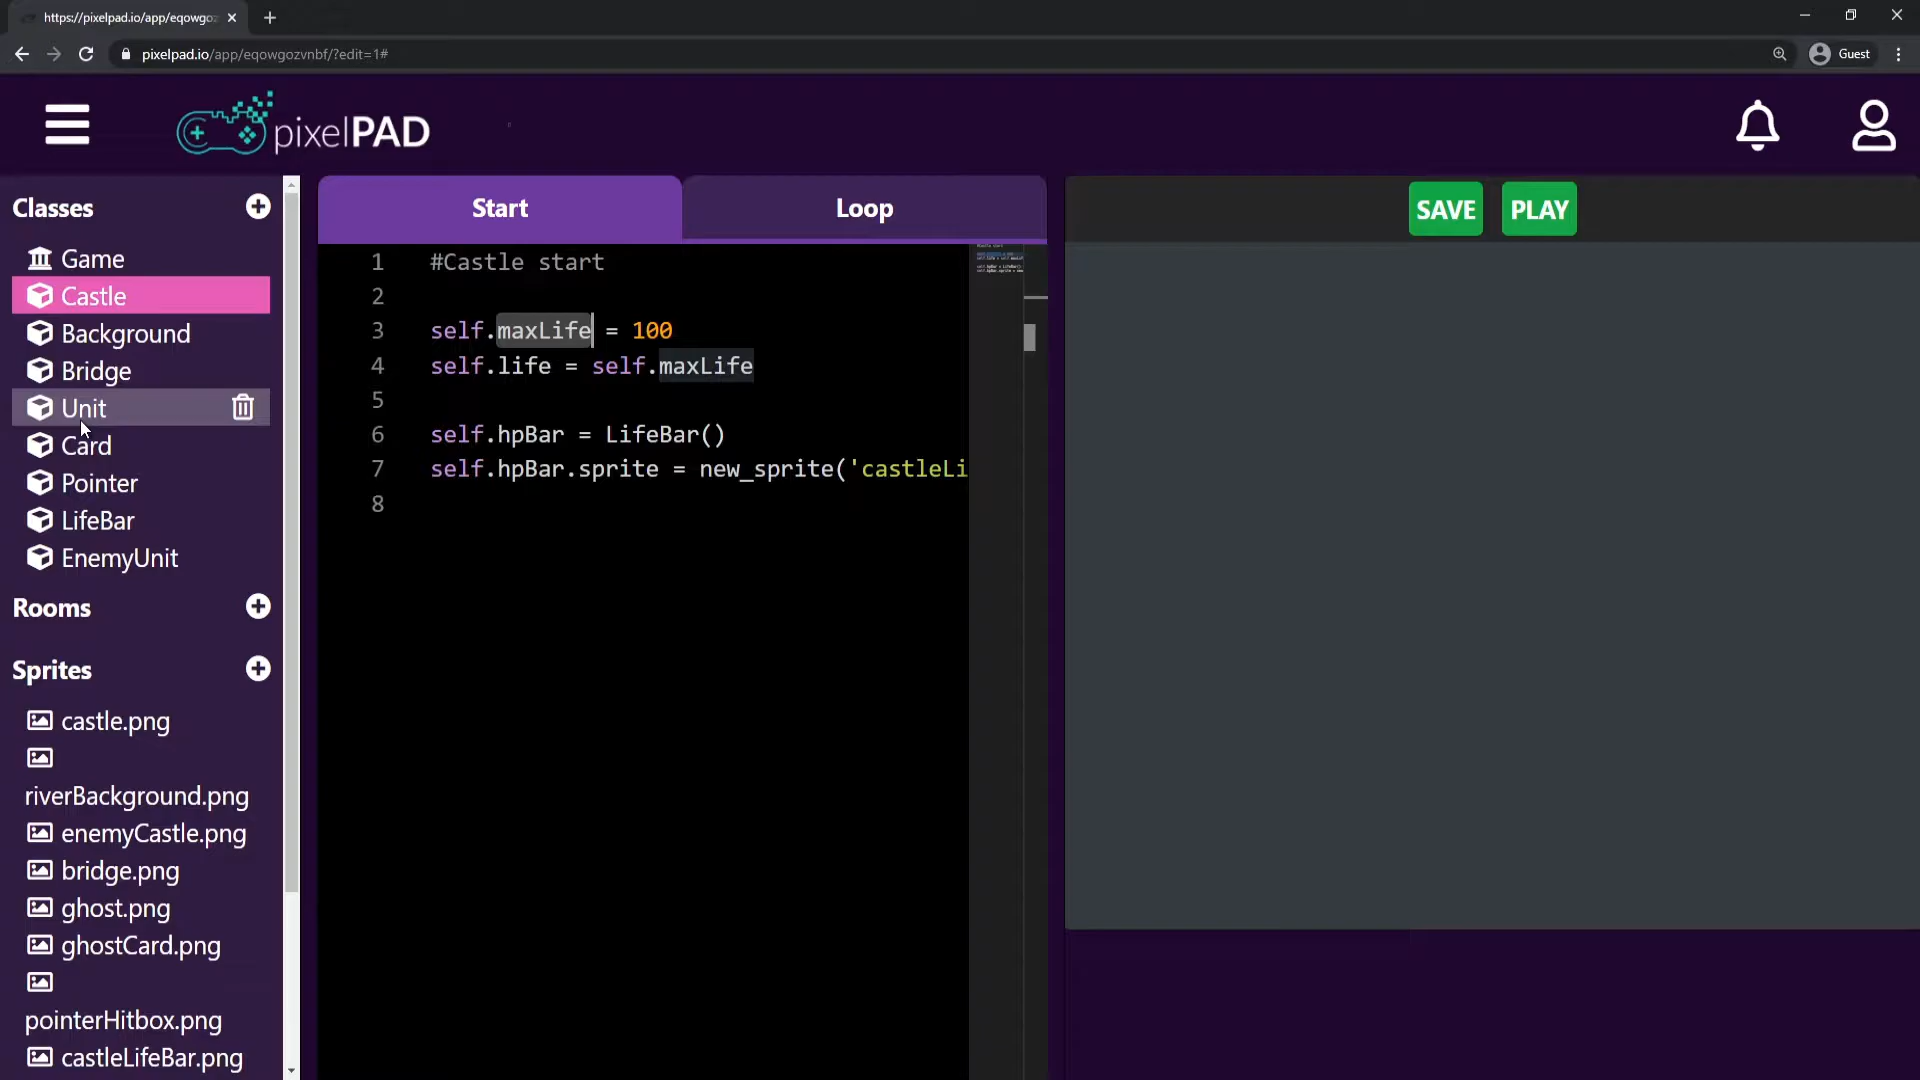 https://pixelpad.io/app/eqowgoz
pixelpad.io/app/eqowgozvnbf/?edit=1#
Guest
pixelPAD
Classes
Game
Castle
Background
Bridge
Unit
Card
Pointer
LifeBar
EnemyUnit
Rooms
Sprites
castle.png
riverBackground.png
enemyCastle.png
bridge.png
ghost.png
ghostCard.png
pointerHitbox.png
castleLifeBar.png
Start
Loop
1 #Castle start
2
3 self.maxLife = 100
4 self.life = self.maxLife
5
6 self.hpBar = LifeBar()
7 self.hpBar.sprite = new_sprite('castleLi
8
SAVE
PLAY